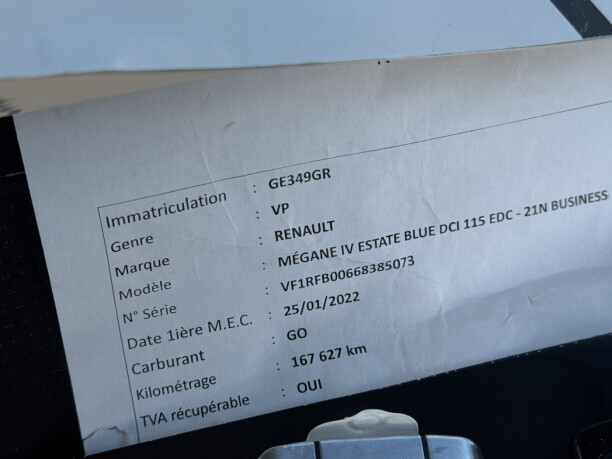 Immatriculation : GE349GR
Genre : VP
Marque : RENAULT
Modèle : MÉGANE IV ESTATE BLUE DCI 115 EDC - 21N BUSINESS
N° Série : VF1RFB00668385073
Date 1ière M.E.C. : 25/01/2022
Carburant : GO
Kilométrage : 167 627 km
TVA récupérable : OUI